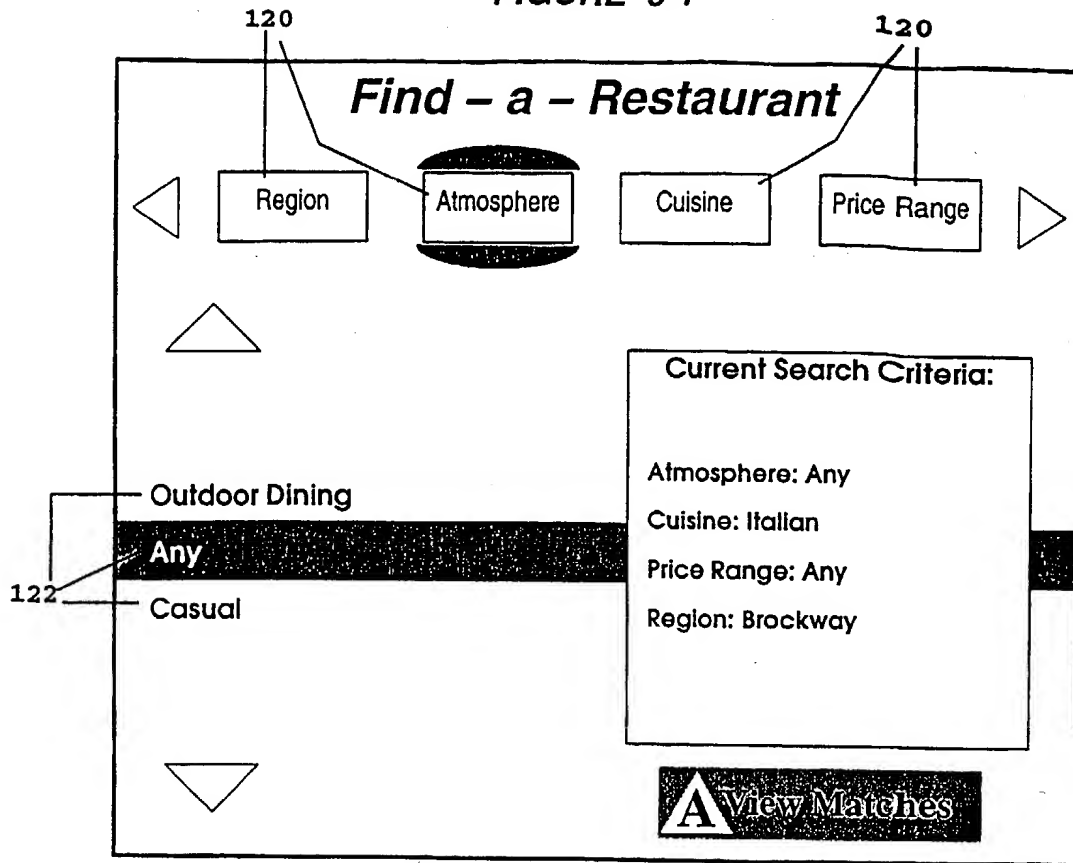 120
120
Find – a – Restaurant
Region
Atmosphere
Cuisine
Price Range
Current Search Criteria:
Atmosphere: Any
Cuisine: Italian
Price Range: Any
Region: Brockway
Outdoor Dining
Any
Casual
122
A View Matches